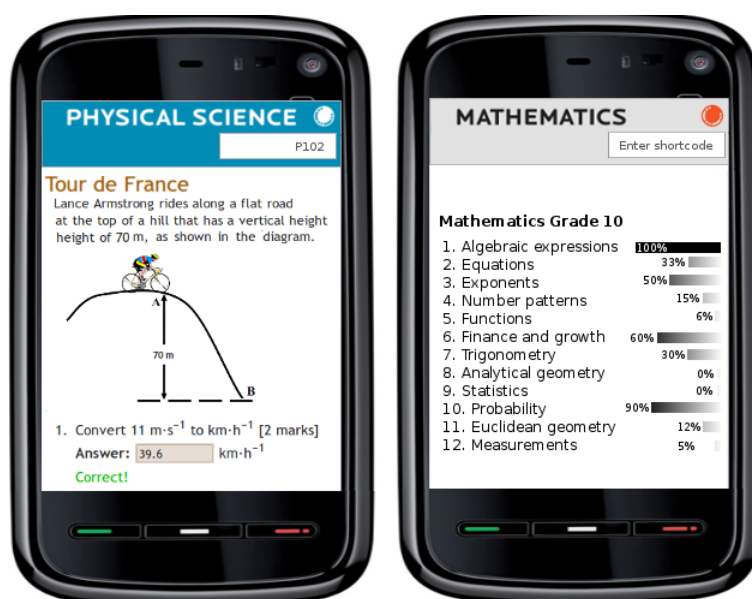 PHYSICAL SCIENCE
P102
Tour de France
Lance Armstrong rides along a flat road
at the top of a hill that has a vertical height
height of 70 m, as shown in the diagram.
A
70 m
B
1. Convert 11 m·s⁻¹ to km·h⁻¹ [2 marks]
Answer: 39.6 km·h⁻¹
Correct!
MATHEMATICS
Enter shortcode
Mathematics Grade 10
1. Algebraic expressions 100%
2. Equations 33%
3. Exponents 50%
4. Number patterns 15%
5. Functions 6%
6. Finance and growth 60%
7. Trigonometry 30%
8. Analytical geometry 0%
9. Statistics 0%
10. Probability 90%
11. Euclidean geometry 12%
12. Measurements 5%